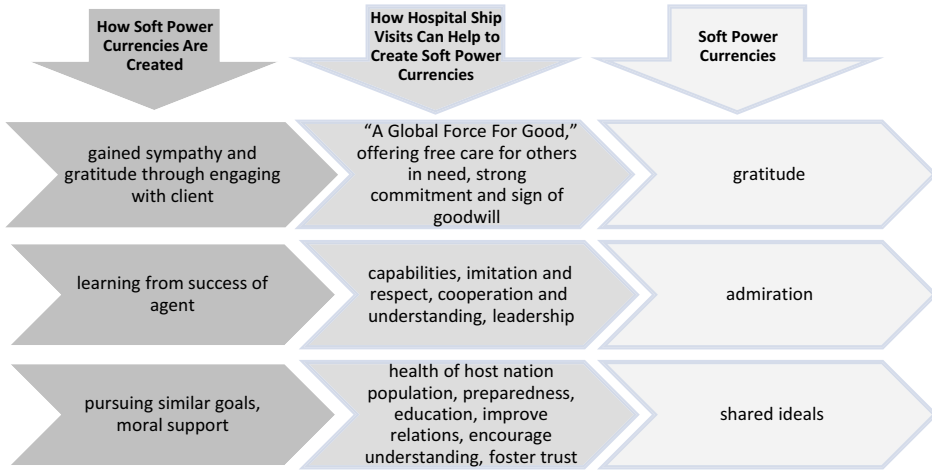 How Soft Power
Currencies Are
Created
How Hospital Ship
Visits Can Help to
Create Soft Power
Currencies
Soft Power
Currencies
gained sympathy and
gratitude through engaging
with client
“A Global Force For Good,”
offering free care for others
in need, strong
commitment and sign of
goodwill
gratitude
learning from success of
agent
capabilities, imitation and
respect, cooperation and
understanding, leadership
admiration
pursuing similar goals,
moral support
health of host nation
population, preparedness,
education, improve
relations, encourage
understanding, foster trust
shared ideals